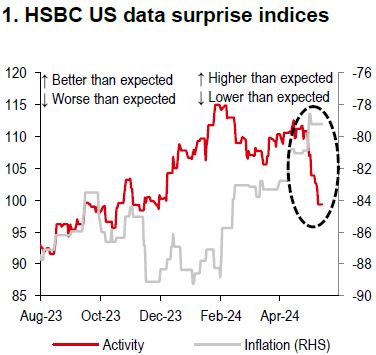 1. HSBC US data surprise indices
120 ↑ Better than expected ↑ Higher than expected -76
↓ Worse than expected ↓ Lower than expected
115 -78
110 -80
105 -82
100 -84
95 -86
90 -88
85 -90
Aug-23 Oct-23 Dec-23 Feb-24 Apr-24
Activity Inflation (RHS)